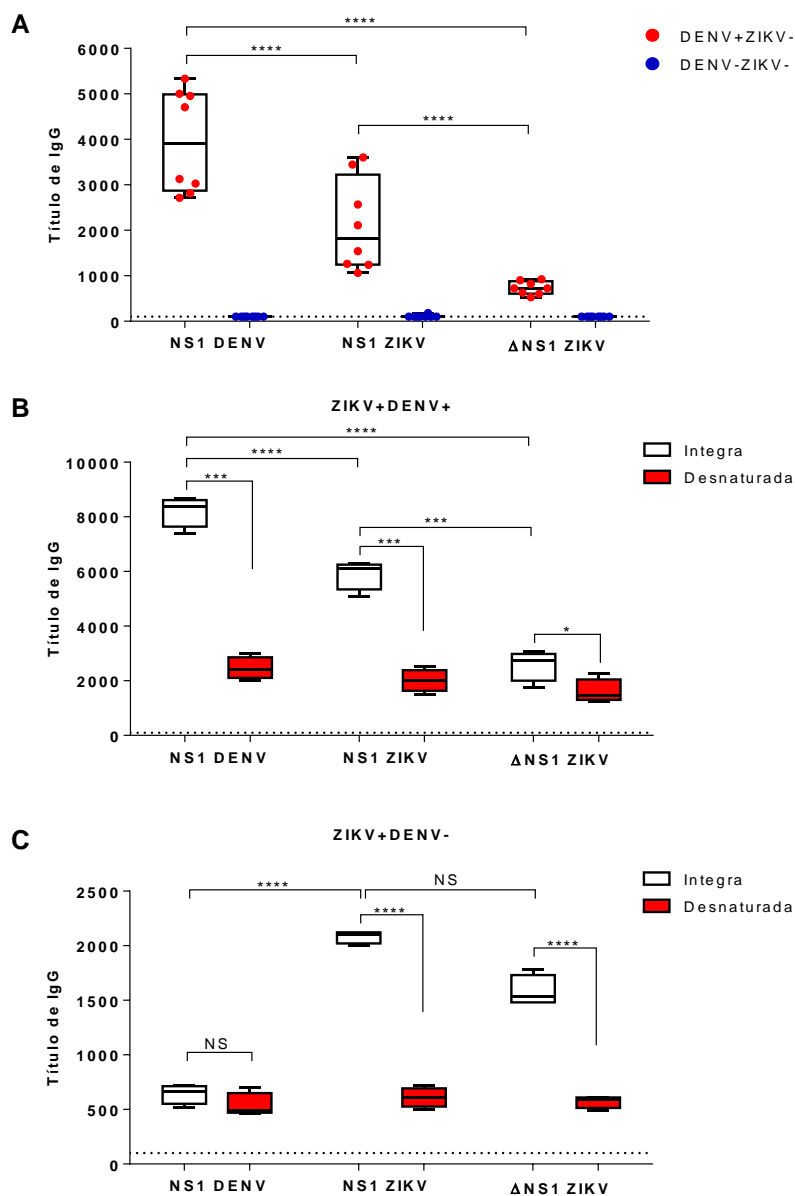 A
DENV+ZIKV-
DENV-ZIKV-
Título de IgG
6000
5000
4000
3000
2000
1000
0
****
****
****
NS1 DENV
NS1 ZIKV
ΔNS1 ZIKV
B
ZIKV+DENV+
Integra
Desnaturada
Título de IgG
10000
8000
6000
4000
2000
0
****
****
***
***
***
*
NS1 DENV
NS1 ZIKV
ΔNS1 ZIKV
C
ZIKV+DENV-
Integra
Desnaturada
Título de IgG
2500
2000
1500
1000
500
0
****
NS
****
****
NS
NS1 DENV
NS1 ZIKV
ΔNS1 ZIKV